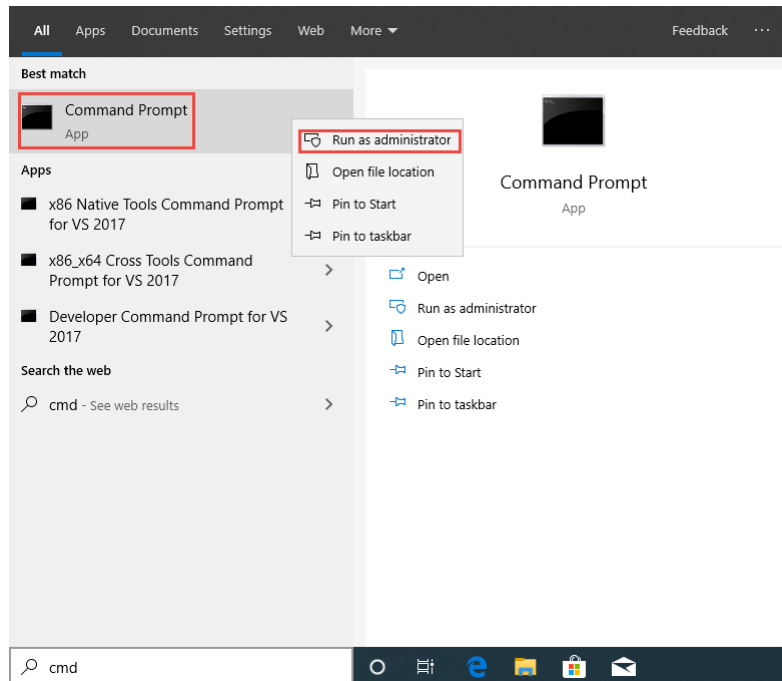 All Apps Documents Settings Web More Feedback ...
Best match
Command Prompt
App
Apps
x86 Native Tools Command Prompt
for VS 2017
x86_x64 Cross Tools Command
Prompt for VS 2017
Developer Command Prompt for VS
2017
Search the web
cmd - See web results
Run as administrator
Open file location
Pin to Start
Pin to taskbar
Command Prompt
App
Open
Run as administrator
Open file location
Pin to Start
Pin to taskbar
cmd